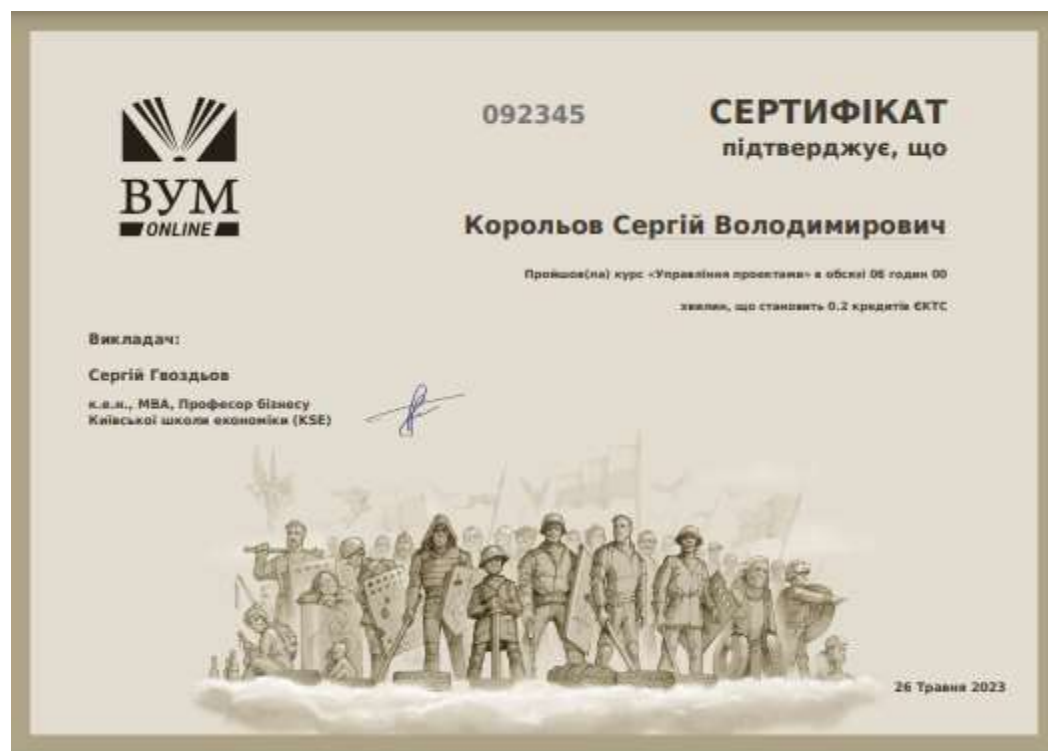 ВУМ
ONLINE
092345
СЕРТИФІКАТ
підтверджує, що
Корольов Сергій Володимирович
Пройшов(ла) курс «Управління проектами» в обсязі 06 годин 00
хвилин, що становить 0.2 кредитів ЄКТС
Викладач:
Сергій Гвоздьов
к.е.н., MBA, Професор бізнесу
Київської школи економіки (KSE)
26 Травня 2023